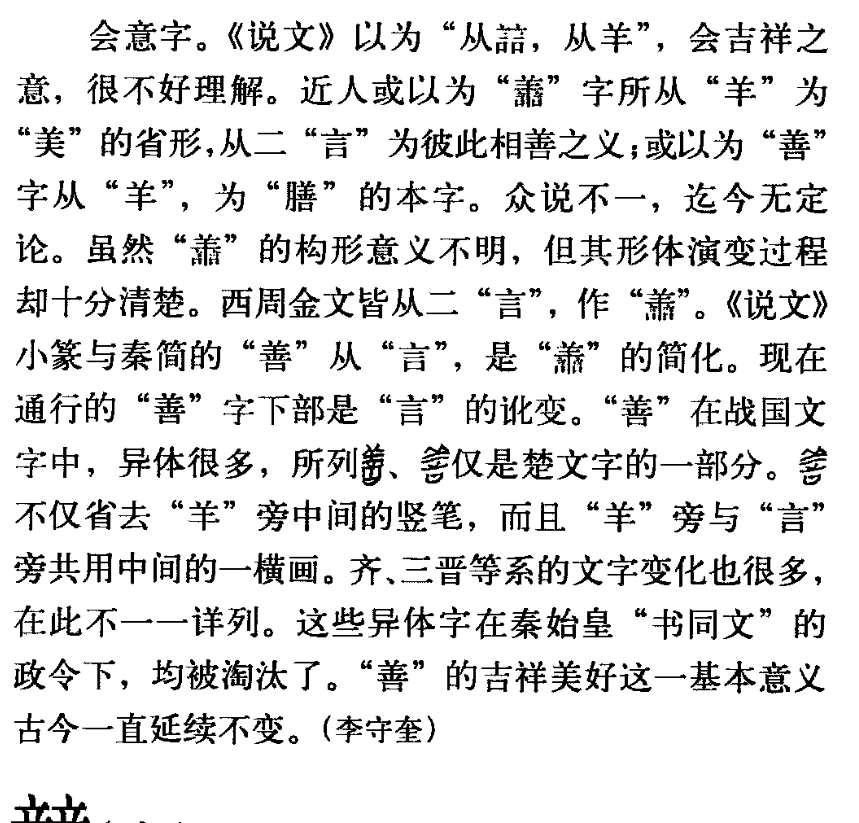 会意字。《说文》以为“从誩，从羊”，会吉祥之
意，很不好理解。近人或以为“譱”字所从“羊”为
“美”的省形，从二“言”为彼此相善之义；或以为“善”
字从“羊”，为“膳”的本字。众说不一，迄今无定
论。虽然“譱”的构形意义不明，但其形体演变过程
却十分清楚。西周金文皆从二“言”，作“譱”。《说文》
小篆与秦简的“善”从“言”，是“譱”的简化。现在
通行的“善”字下部是“言”的讹变。“善”在战国文
字中，异体很多，所列、仅是楚文字的一部分。
不仅省去“羊”旁中间的竖笔，而且“羊”旁与“言”
旁共用中间的一横画。齐、三晋等系的文字变化也很多，
在此不一一详列。这些异体字在秦始皇“书同文”的
政令下，均被淘汰了。“善”的吉祥美好这一基本意义
古今一直延续不变。（李守奎）